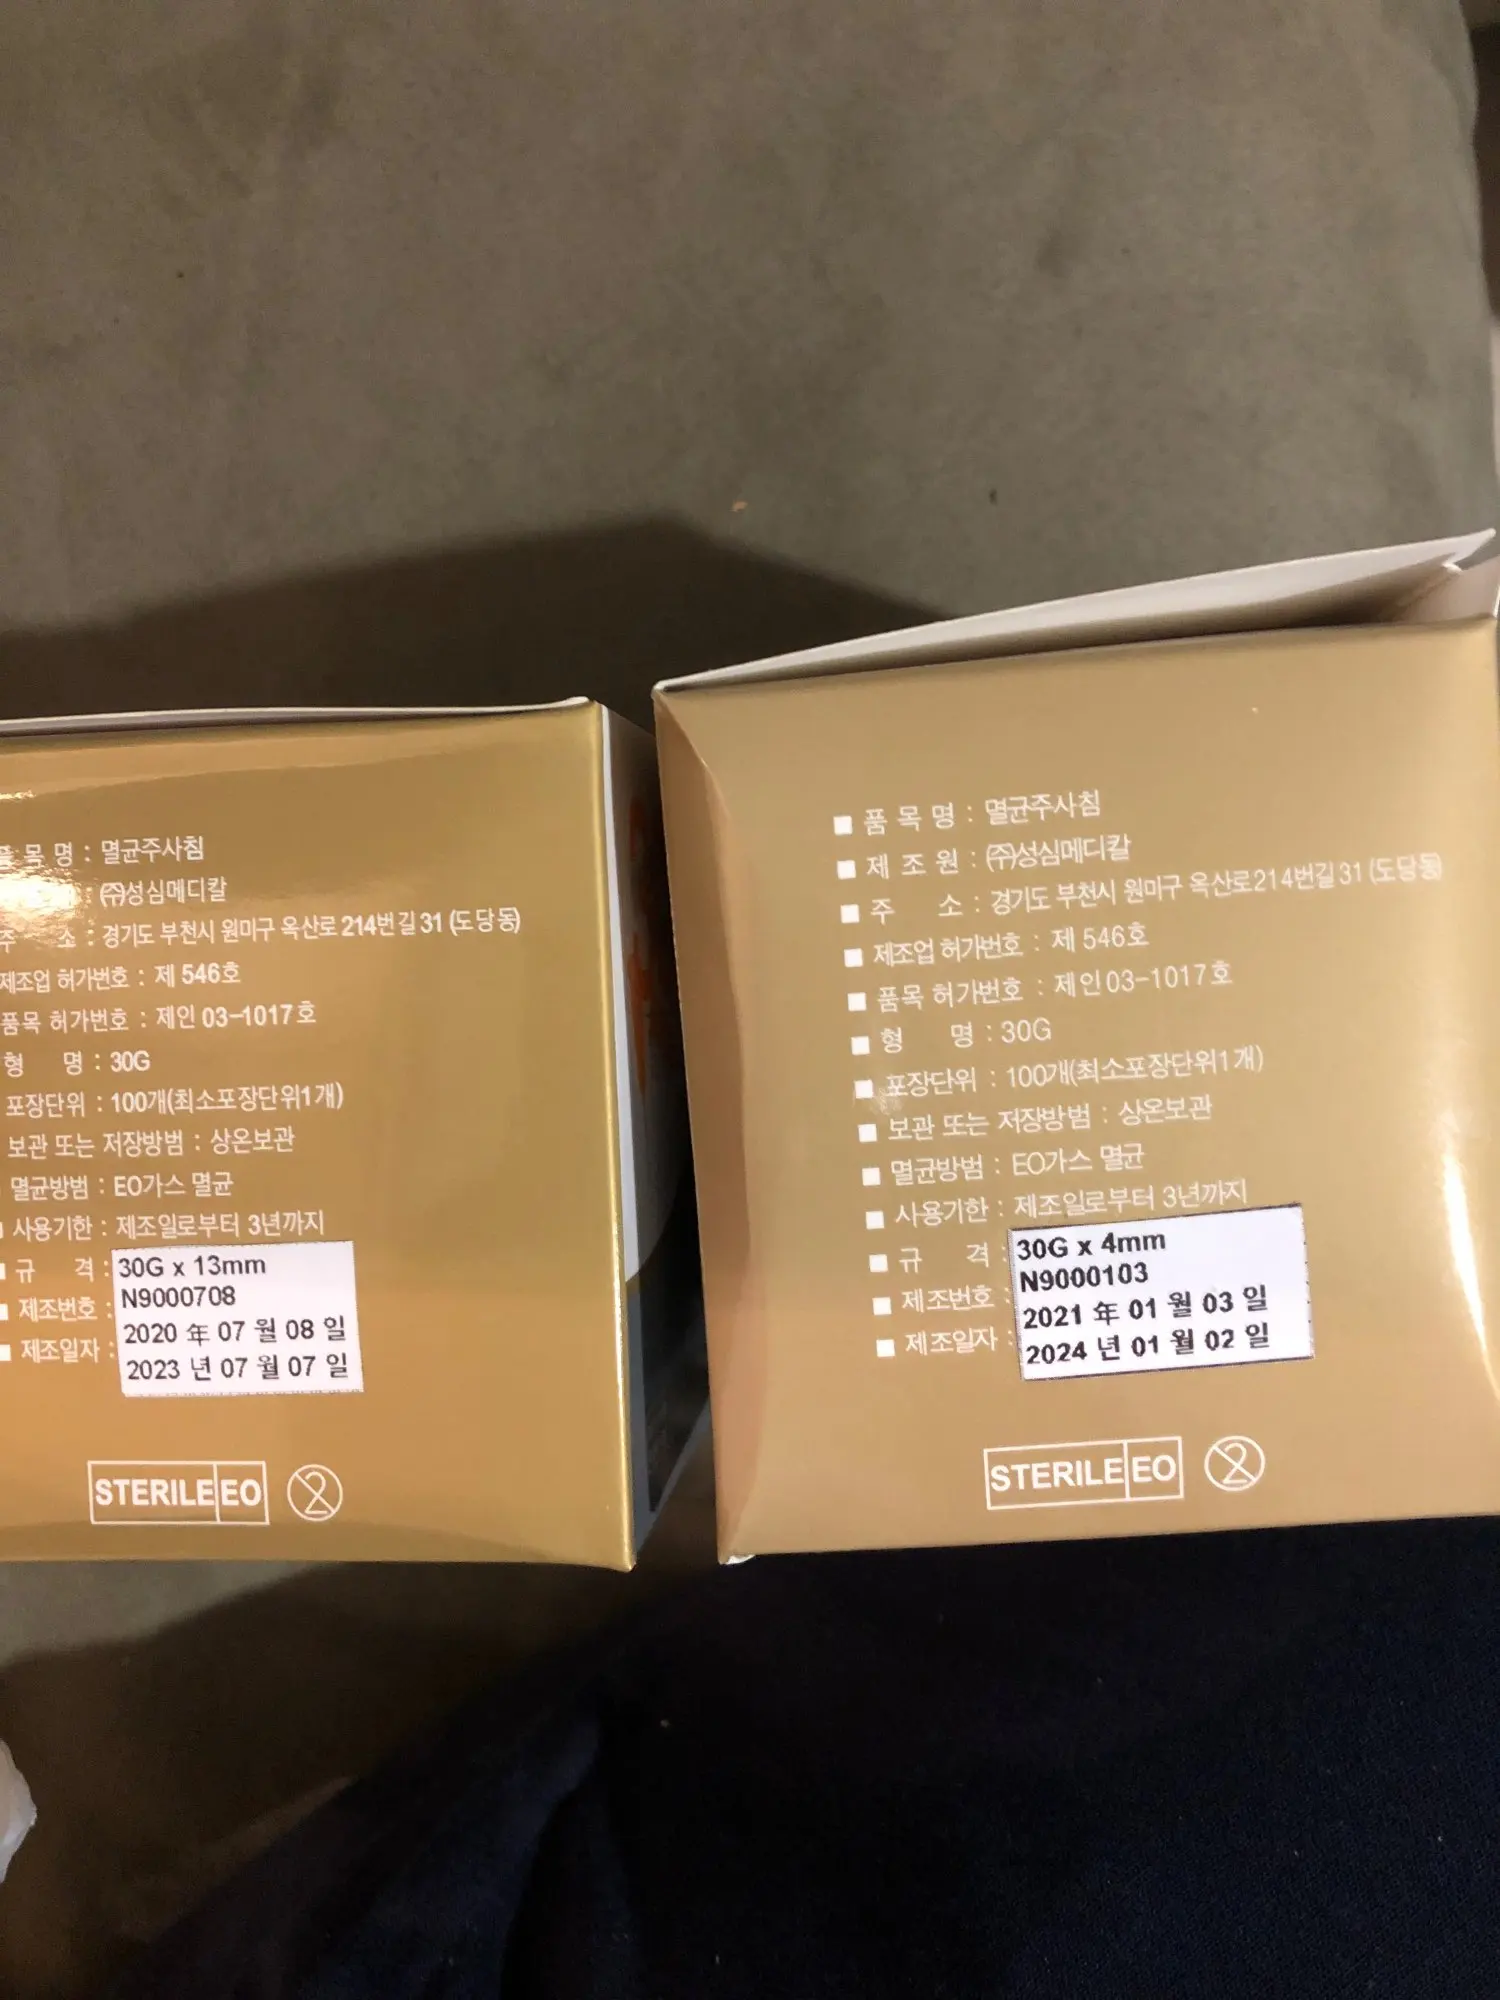 품 목 명 : 멸균주사침
: ㈜성심메디칼
주 소 : 경기도 부천시 원미구 옥산로 214번길 31 (도당동)
제조업 허가번호 : 제 546호
품목 허가번호 : 제인 03-1017호
형 명 : 30G
포장단위 : 100개(최소포장단위1개)
보관 또는 저장방법 : 상온보관
멸균방법 : EO가스 멸균
■ 사용기한 : 제조일로부터 3년까지
■ 규 격 : 30G x 13mm
■ 제조번호 : N9000708
2020 年 07 월 08 일
■ 제조일자 : 2023 년 07 월 07 일
STERILE EO 2
■ 품 목 명 : 멸균주사침
■ 제 조 원 : ㈜성심메디칼
■ 주 소 : 경기도 부천시 원미구 옥산로214번길31 (도당동)
■ 제조업 허가번호 : 제 546호
■ 품목 허가번호 : 제인03-1017호
■ 형 명 : 30G
■ 포장단위 : 100개(최소포장단위1개)
■ 보관 또는 저장방법 : 상온보관
■ 멸균방법 : EO가스 멸균
■ 사용기한 : 제조일로부터 3년까지
■ 규 격 : 30G x 4mm
N9000103
■ 제조번호 : 2021 年 01 월 03 일
■ 제조일자 : 2024 년 01 월 02 일
STERILE EO 2